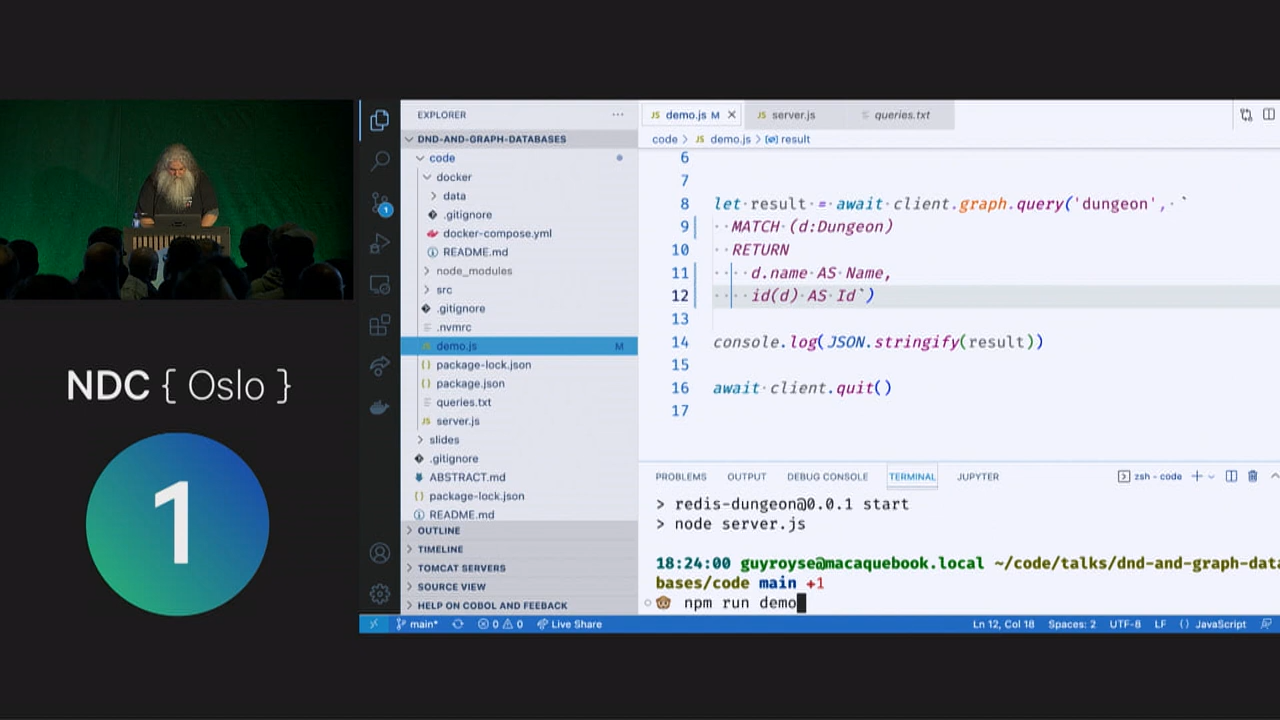 NDC { Oslo }
1
EXPLORER
DND-AND-GRAPH-DATABASES
code
docker
data
.gitignore
docker-compose.yml
README.md
node_modules
src
.gitignore
.nvmrc
demo.js M
package-lock.json
package.json
queries.txt
server.js
slides
.gitignore
ABSTRACT.md
package-lock.json
README.md
OUTLINE
TIMELINE
TOMCAT SERVERS
SOURCE VIEW
HELP ON COBOL AND FEEBACK
1
demo.js M
server.js
queries.txt
code > JS demo.js > result
6
7
8 let result = await client.graph.query('dungeon', `
9 MATCH (d:Dungeon)
10 RETURN
11 d.name AS Name,
12 id(d) AS Id`)
13
14 console.log(JSON.stringify(result))
15
16 await client.quit()
17
PROBLEMS OUTPUT DEBUG CONSOLE TERMINAL JUPYTER zsh - code
> redis-dungeon@0.0.1 start
> node server.js
18:24:00 guyroyse@macaquebook.local ~/code/talks/dnd-and-graph-data
bases/code main +1
npm run demo
main* 0 0 Live Share Ln 12, Col 18 Spaces: 2 UTF-8 LF {} JavaScript